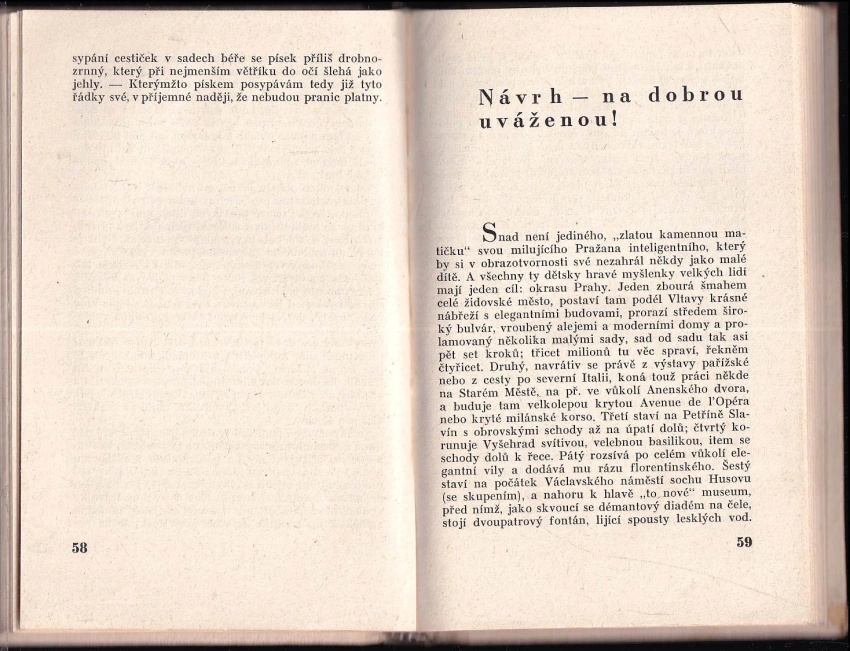 sypání cestiček v sadech béře se písek příliš drobno-
zrnný, který při nejmenším větříku do očí šlehá jako
jehly. — Kterýmžto pískem posypávám tedy již tyto
řádky své, v příjemné naději, že nebudou pranic platny.
58
Návrh — na dobrou
uváženou!
Snad není jediného, „zlatou kamennou ma-
tičku“ svou milujícího Pražana inteligentního, který
by si v obrazotvornosti své nezahrál někdy jako malé
dítě. A všechny ty dětsky hravé myšlenky velkých lidí
mají jeden cíl: okrasu Prahy. Jeden zbourá šmahem
celé židovské město, postaví tam podél Vltavy krásné
nábřeží s elegantními budovami, prorazí středem širo-
ký bulvár, vroubený alejemi a moderními domy a pro-
lamovaný několika malými sady, sad od sadu tak asi
pět set kroků; třicet milionů tu věc spraví, řekněm
čtyřicet. Druhý, navrátiv se právě z výstavy pařížské
nebo z cesty po severní Italii, koná touž práci někde
na Starém Městě, na př. ve vůkolí Anenského dvora,
a buduje tam velkolepou krytou Avenue de l'Opéra
nebo kryté milánské korso. Třetí staví na Petříně Sla-
vín s obrovskými schody až na úpatí dolů; čtvrtý ko-
runuje Vyšehrad svítivou, velebnou basilikou, item se
schody dolů k řece. Pátý rozsívá po celém vůkolí ele-
gantní vily a dodává mu rázu florentinského. Šestý
staví na počátek Václavského náměstí sochu Husovu
(se skupením), a nahoru k hlavě „to nové“ museum,
před nímž, jako skvoucí se démantový diadém na čele,
stojí dvoupatrový fontán, lijící spousty lesklých vod.
59